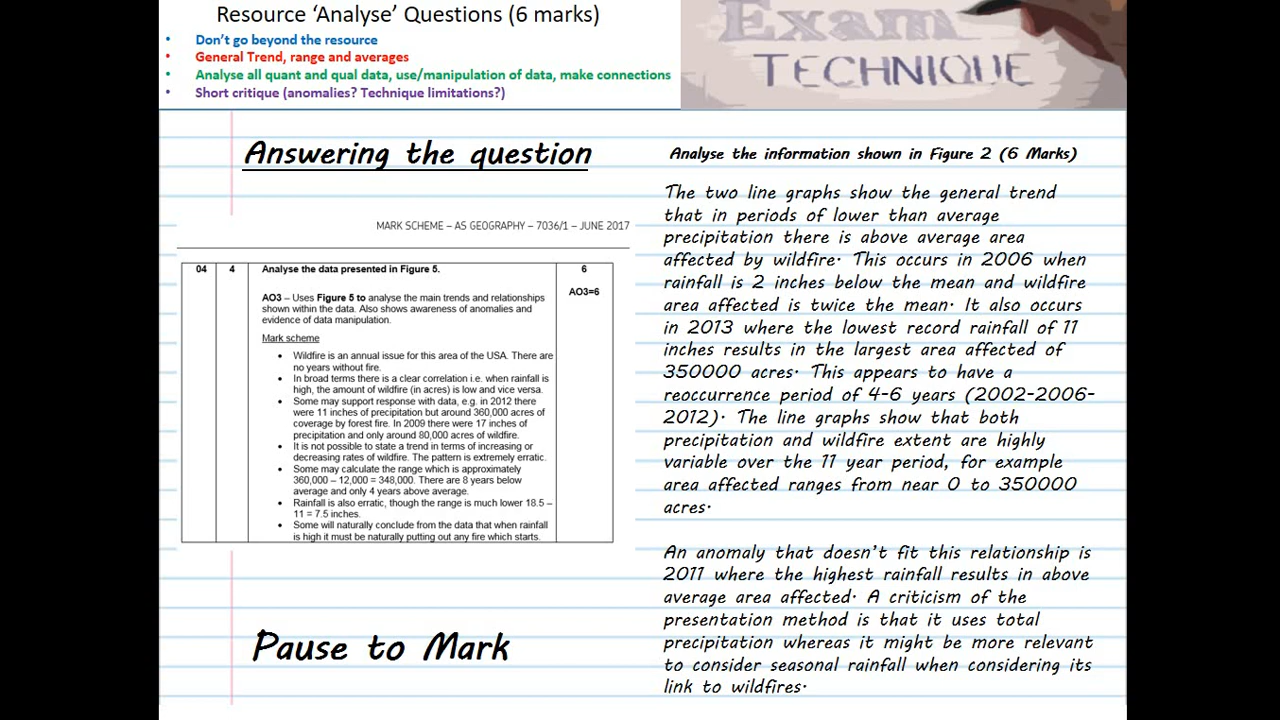 Resource ‘Analyse’ Questions (6 marks)
• Don’t go beyond the resource
• General Trend, range and averages
• Analyse all quant and qual data, use/manipulation of data, make connections
• Short critique (anomalies? Technique limitations?)
Exam
TECHNIQUE
Answering the question
MARK SCHEME – AS GEOGRAPHY – 7036/1 – JUNE 2017
04 4 Analyse the data presented in Figure 5. 6
AO3=6
AO3 – Uses Figure 5 to analyse the main trends and relationships
shown within the data. Also shows awareness of anomalies and
evidence of data manipulation.
Mark scheme
• Wildfire is an annual issue for this area of the USA. There are
no years without fire.
• In broad terms there is a clear correlation i.e. when rainfall is
high, the amount of wildfire (in acres) is low and vice versa.
• Some may support response with data, e.g. in 2012 there
were 11 inches of precipitation but around 360,000 acres of
coverage by forest fire. In 2009 there were 17 inches of
precipitation and only around 80,000 acres of wildfire.
• It is not possible to state a trend in terms of increasing or
decreasing rates of wildfire. The pattern is extremely erratic.
• Some may calculate the range which is approximately
360,000 – 12,000 = 348,000. There are 8 years below
average and only 4 years above average.
• Rainfall is also erratic, though the range is much lower 18.5 –
11 = 7.5 inches.
• Some will naturally conclude from the data that when rainfall
is high it must be naturally putting out any fire which starts.
Pause to Mark
Analyse the information shown in Figure 2 (6 Marks)
The two line graphs show the general trend
that in periods of lower than average
precipitation there is above average area
affected by wildfire. This occurs in 2006 when
rainfall is 2 inches below the mean and wildfire
area affected is twice the mean. It also occurs
in 2013 where the lowest record rainfall of 11
inches results in the largest area affected of
350000 acres. This appears to have a
reoccurrence period of 4-6 years (2002-2006-
2012). The line graphs show that both
precipitation and wildfire extent are highly
variable over the 11 year period, for example
area affected ranges from near 0 to 350000
acres.
An anomaly that doesn’t fit this relationship is
2011 where the highest rainfall results in above
average area affected. A criticism of the
presentation method is that it uses total
precipitation whereas it might be more relevant
to consider seasonal rainfall when considering its
link to wildfires.